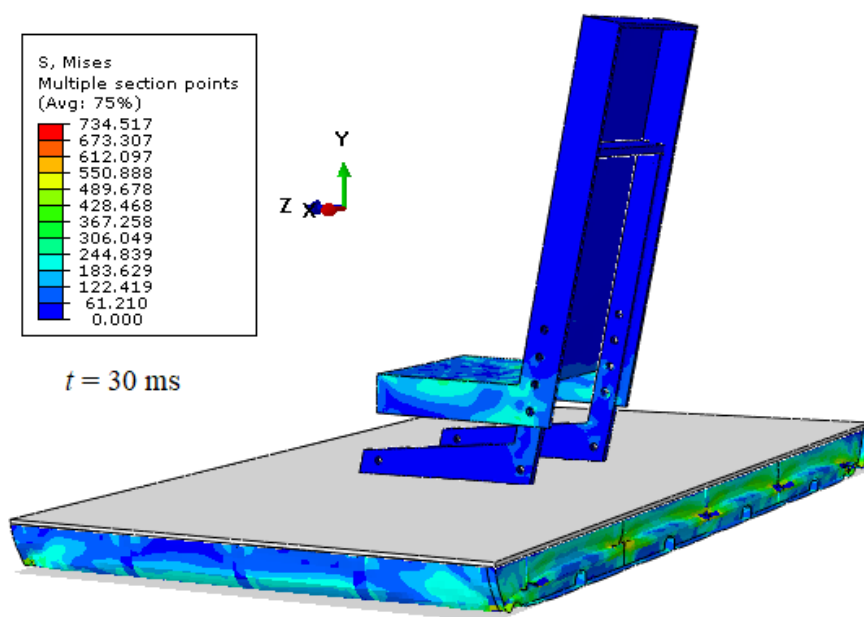 S, Mises
Multiple section points
(Avg: 75%)
734.517
673.307
612.097
550.888
489.678
428.468
367.258
306.049
244.839
183.629
122.419
61.210
0.000
Y
Z X
t = 30 ms